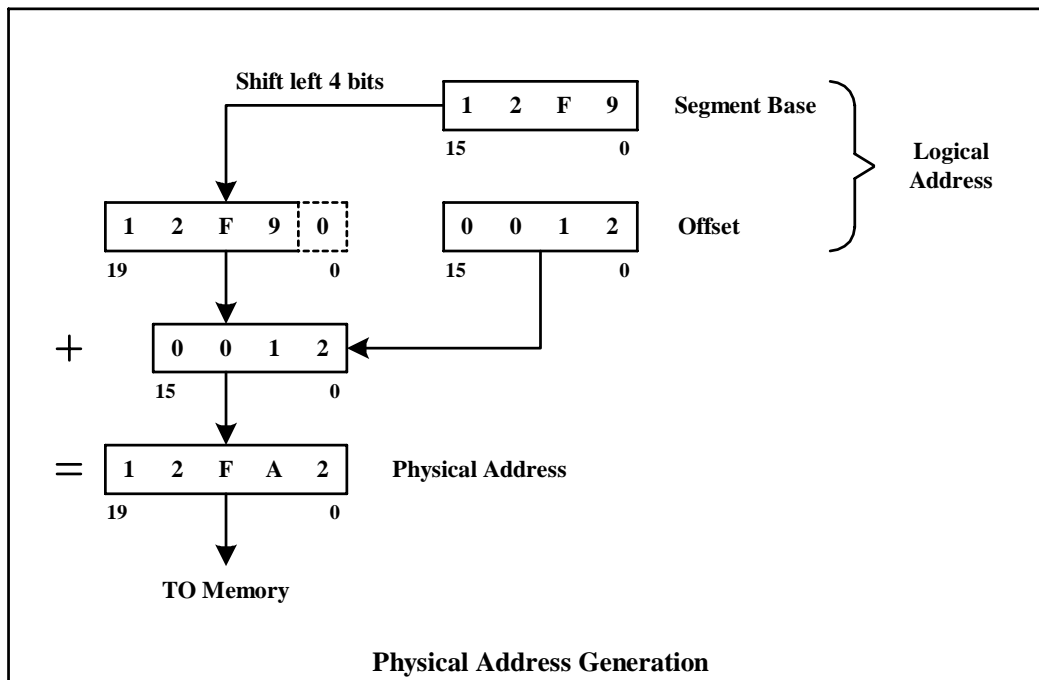 Shift left 4 bits
1 2 F 9 Segment Base
15 0
Logical
Address
1 2 F 9 0 0 0 1 2 Offset
19 0 15 0
+ 0 0 1 2
15 0
= 1 2 F A 2 Physical Address
19 0
TO Memory
Physical Address Generation